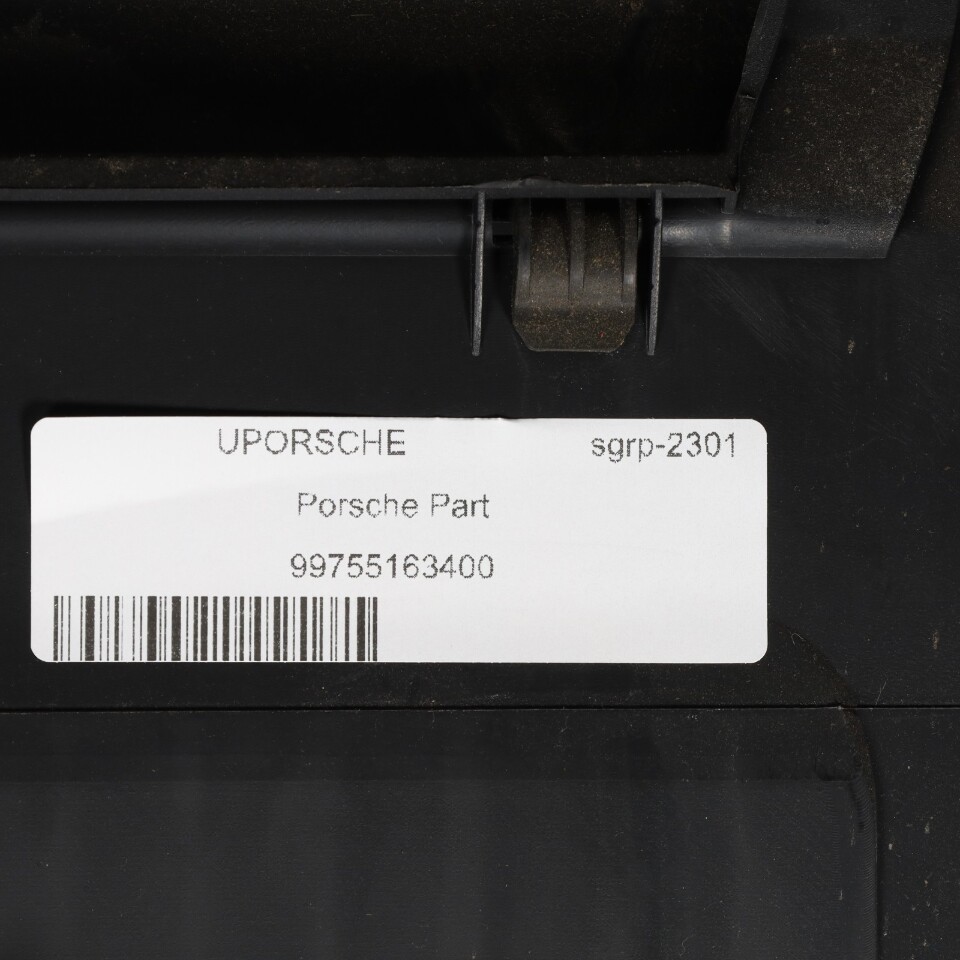 UPORSCHE sgrp-2301
Porsche Part
99755163400